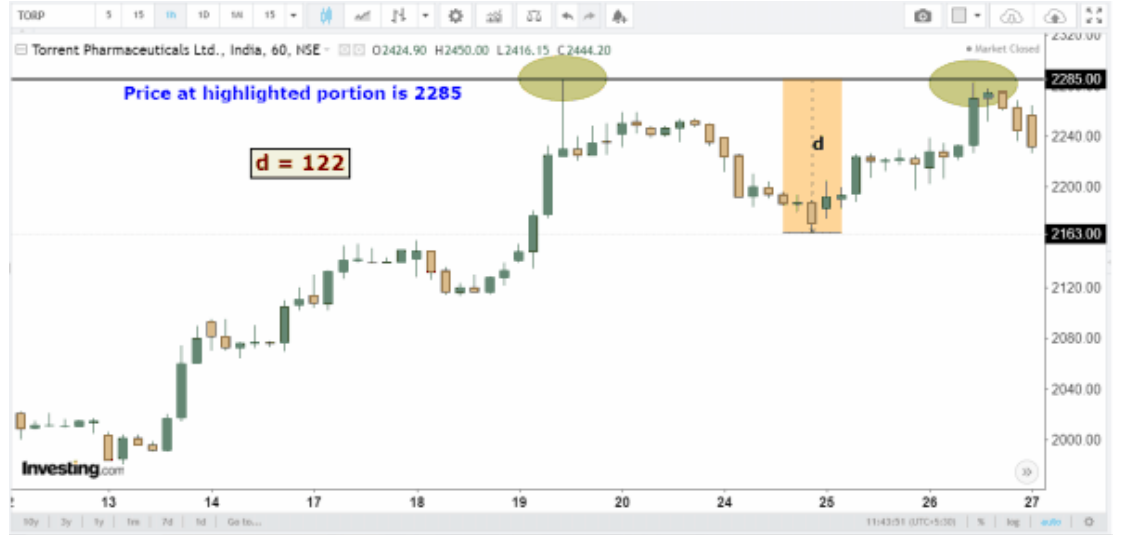 TORP 5 15 1h 1D 1M 15
Torrent Pharmaceuticals Ltd., India, 60, NSE O2424.90 H2450.00 L2416.15 C2444.20
Market Closed
2320.00
2285.00
Price at highlighted portion is 2285
2240.00
d = 122
d
2200.00
2163.00
2120.00
2080.00
2040.00
2000.00
Investing.com
13 14 17 18 19 20 24 25 26 27
10y 3y 1y 1m 7d 1d Go to... 11:43:51 (UTC+5:30) % log auto